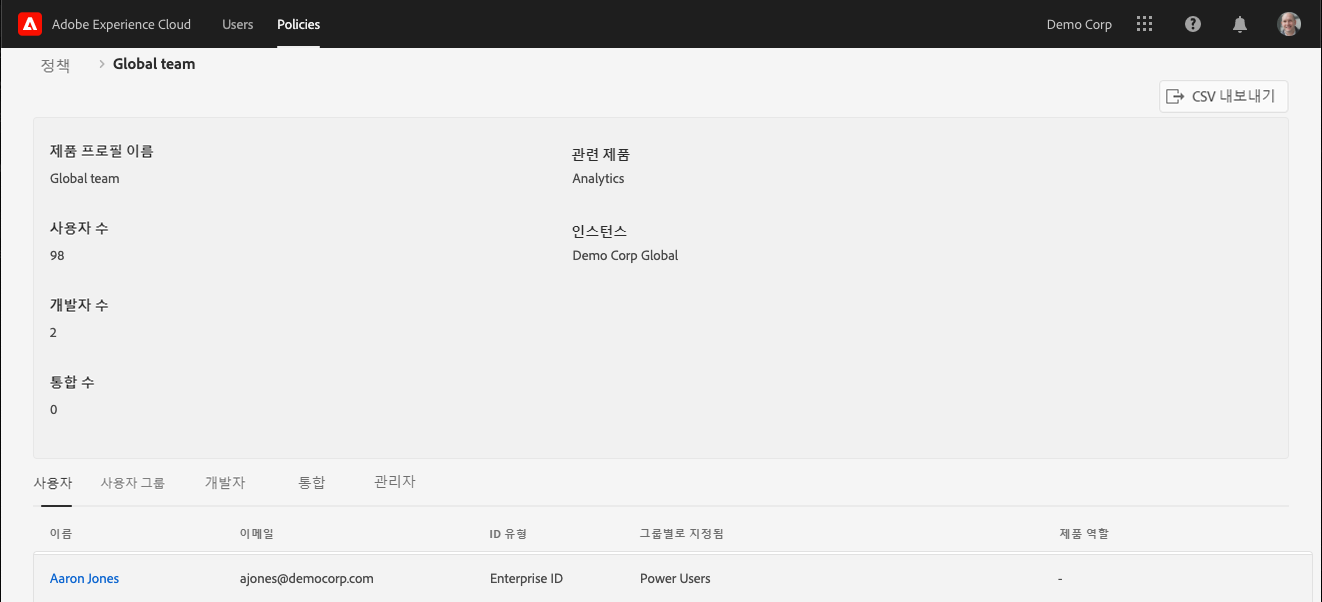 Adobe Experience Cloud Users Policies Demo Corp
정책 > Global team
CSV 내보내기
제품 프로필 이름 관련 제품
Global team Analytics
사용자 수 인스턴스
98 Demo Corp Global
개발자 수
2
통합 수
0
사용자 사용자 그룹 개발자 통합 관리자
이름 이메일 ID 유형 그룹별로 지정됨 제품 역할
Aaron Jones ajones@democorp.com Enterprise ID Power Users -